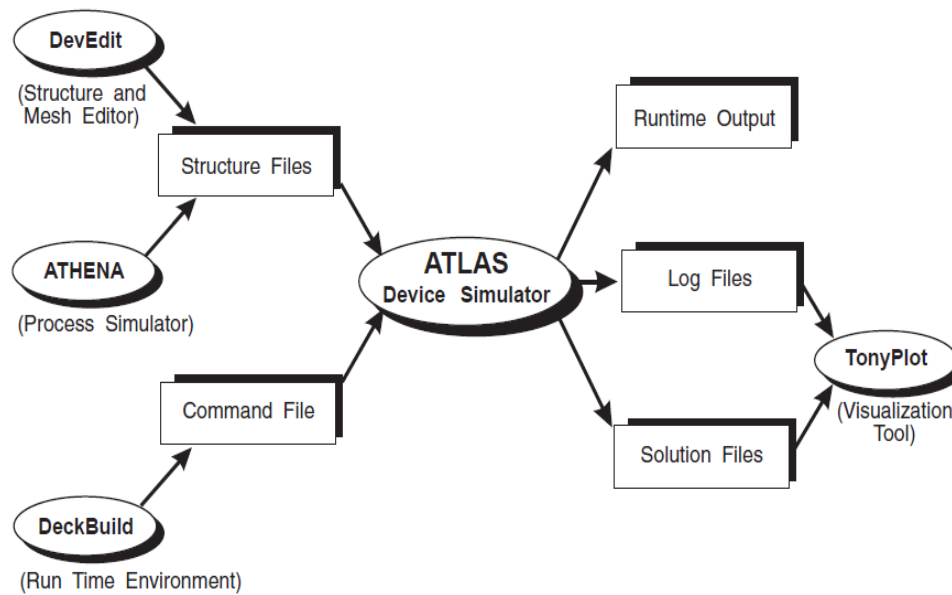 DevEdit
(Structure and
Mesh Editor)
Structure Files
ATHENA
(Process Simulator)
Command File
DeckBuild
(Run Time Environment)
ATLAS
Device Simulator
Runtime Output
Log Files
Solution Files
TonyPlot
(Visualization
Tool)